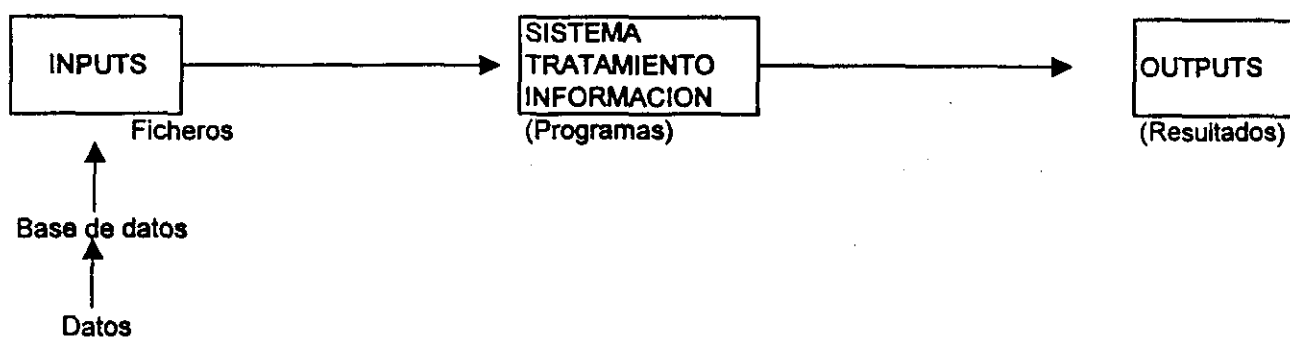 INPUTS
Ficheros
Base de datos
Datos
SISTEMA
TRATAMIENTO
INFORMACION
(Programas)
OUTPUTS
(Resultados)